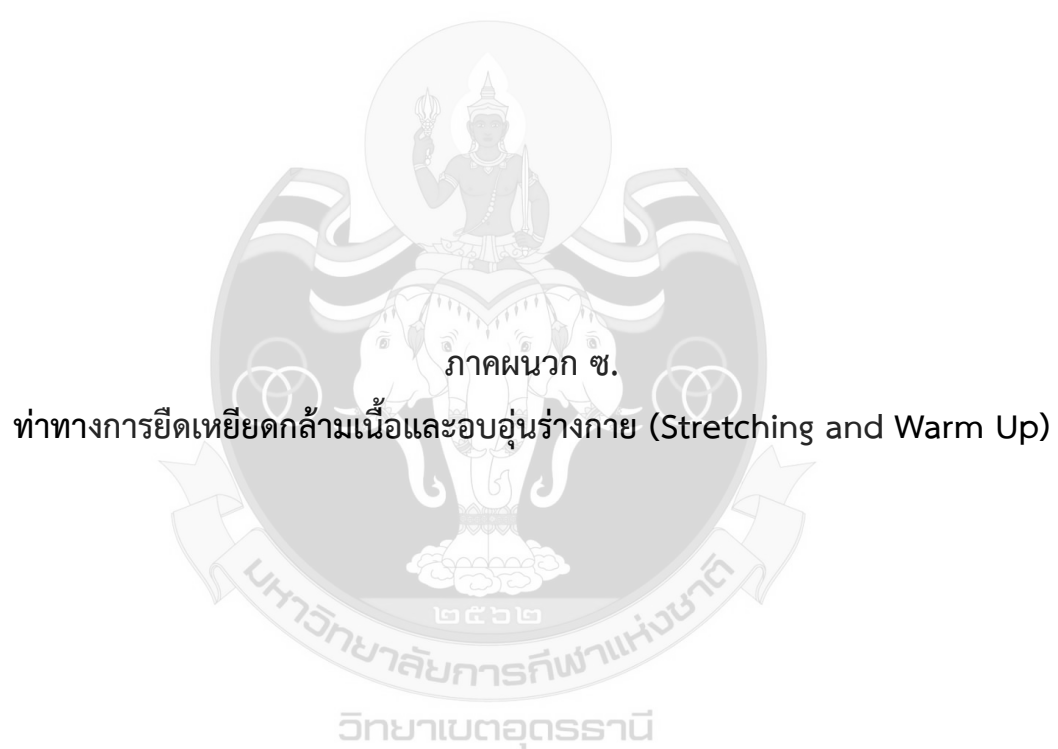 ภาคผนวก ซ.
ท่าทางการยืดเหยียดกล้ามเนื้อและอบอุ่นร่างกาย (Stretching and Warm Up)
๒๕๖๒
มหาวิทยาลัยการกีฬาแห่งชาติ
วิทยาเขตอุดรธานี